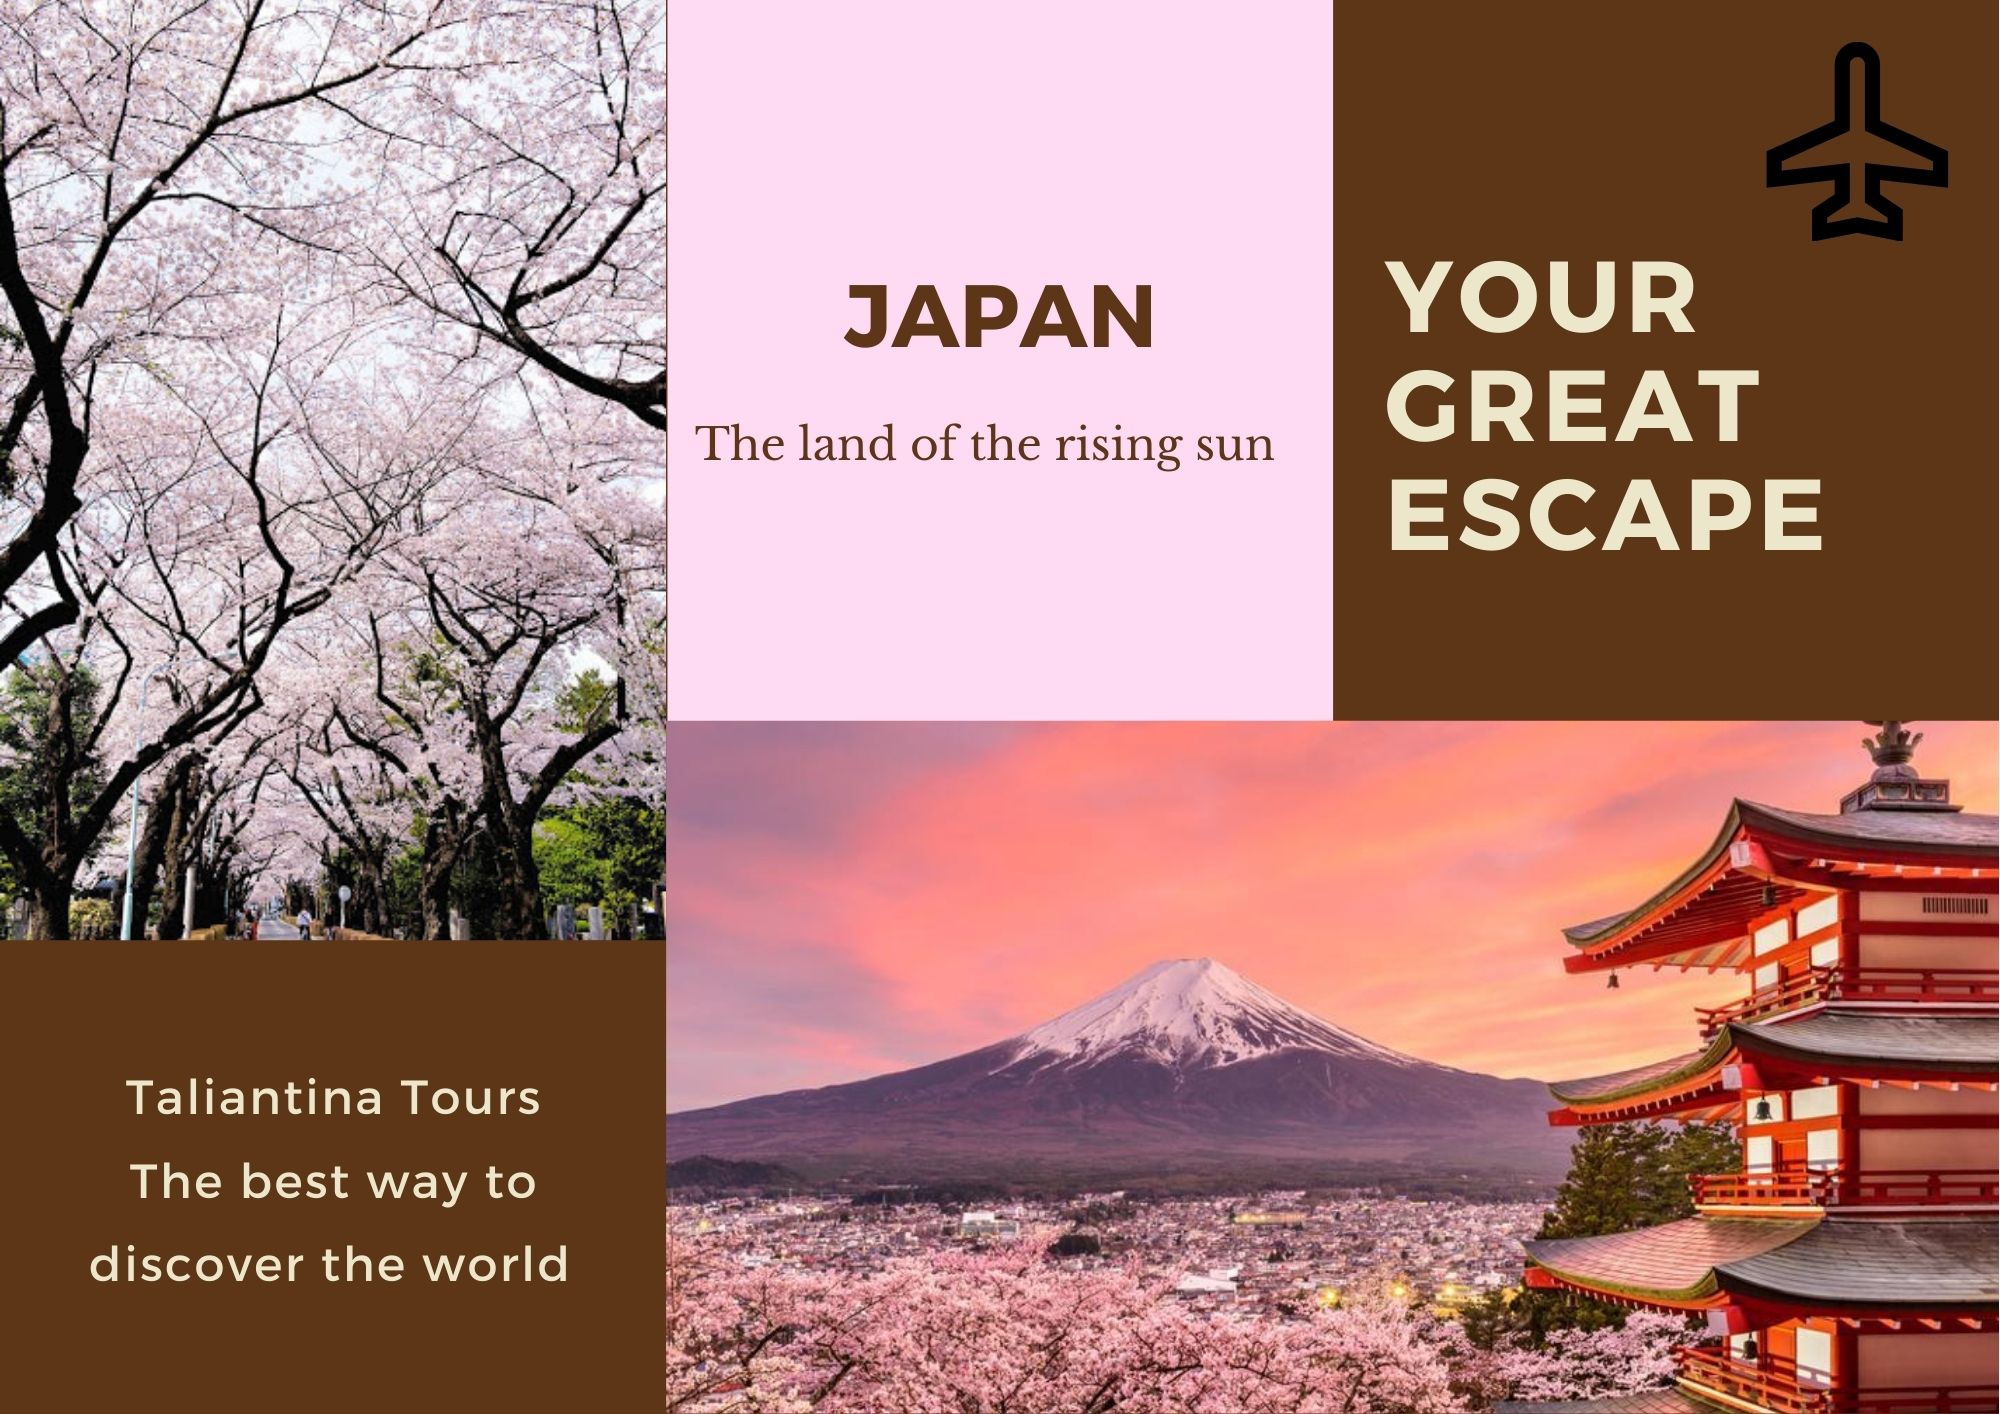 JAPAN
The land of the rising sun
YOUR
GREAT
ESCAPE
Taliantina Tours
The best way to
discover the world